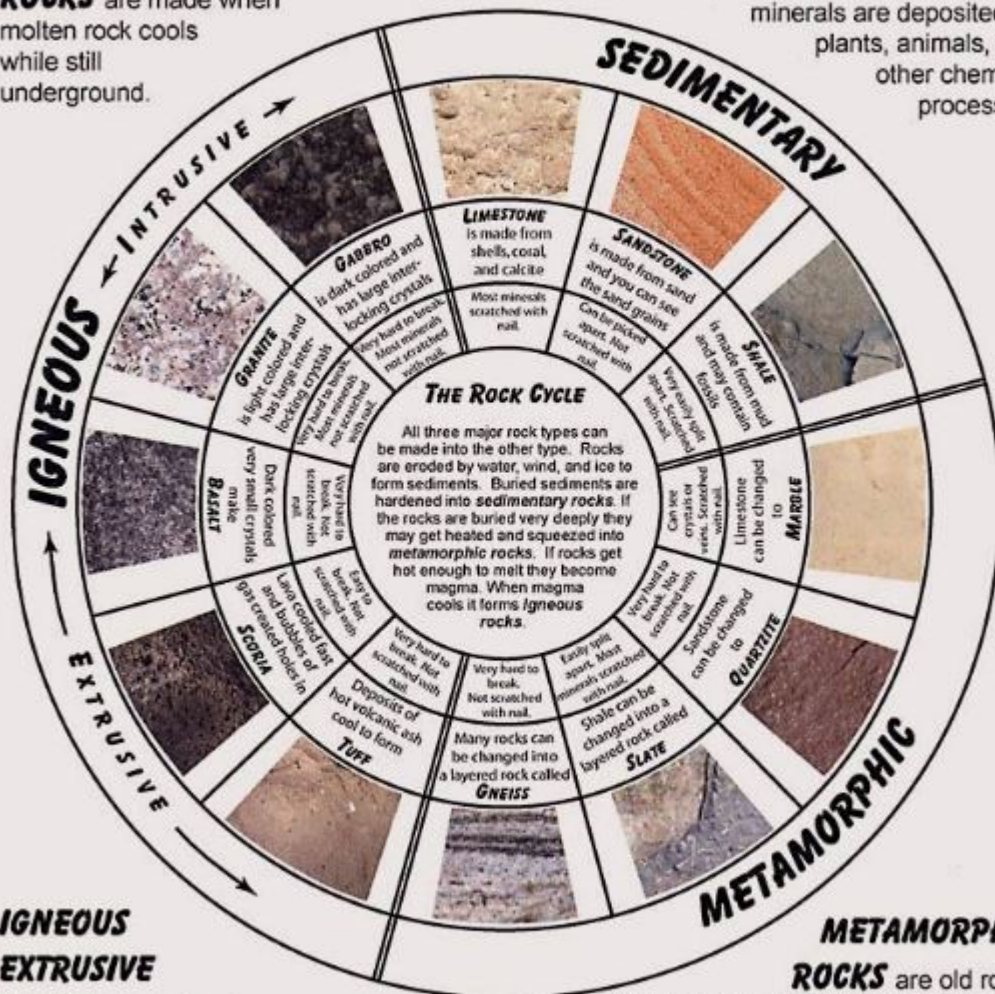 ROCKS are made when
molten rock cools
while still
underground.
minerals are deposited
plants, animals,
other chem
process
SEDIMENTARY
INTRUSIVE
IGNEOUS
EXTRUSIVE
METAMORPHIC
LIMESTONE
is made from
shells, coral,
and calcite
Most minerals
scratched with
nail.
SANDSTONE
is made from sand
and you can see
the sand grains
Can be picked
apart. Not
scratched with
nail.
SHALE
is made from mud
and may contain
fossils
Very easily split
apart. Scratched
with nail.
Limestone
can be changed
to
MARBLE
Can see
crystals or
veins. Scratched
with nail.
Sandstone
can be changed
to
QUARTZITE
Very hard to
break. Not
scratched with
nail.
Shale can be
changed into a
layered rock called
SLATE
Easily split
apart. Most
minerals scratched
with nail.
Very hard to
break.
Not scratched
with nail.
Many rocks can
be changed into
a layered rock called
GNEISS
Very hard to
break. Not
scratched with
nail.
Deposits of
hot volcanic ash
cool to form
TUFF
Easy to
break. Not
scratched with
nail.
Lava cooled fast
and bubbles of
gas created holes in
SCORIA
Very hard to
break. Not
scratched with
nail.
Dark colored
very small crystals
make
BASALT
GRANITE
is light colored and
has large inter-
locking crystals
Very hard to break.
Most minerals
not scratched
with nail.
GABBRO
is dark colored and
has large inter-
locking crystals
Very hard to break.
Most minerals
not scratched
with nail.
THE ROCK CYCLE
All three major rock types can
be made into the other type. Rocks
are eroded by water, wind, and ice to
form sediments. Buried sediments are
hardened into sedimentary rocks. If
the rocks are buried very deeply they
may get heated and squeezed into
metamorphic rocks. If rocks get
hot enough to melt they become
magma. When magma
cools it forms Igneous
rocks.
IGNEOUS
EXTRUSIVE
METAMORPH
ROCKS are old ro